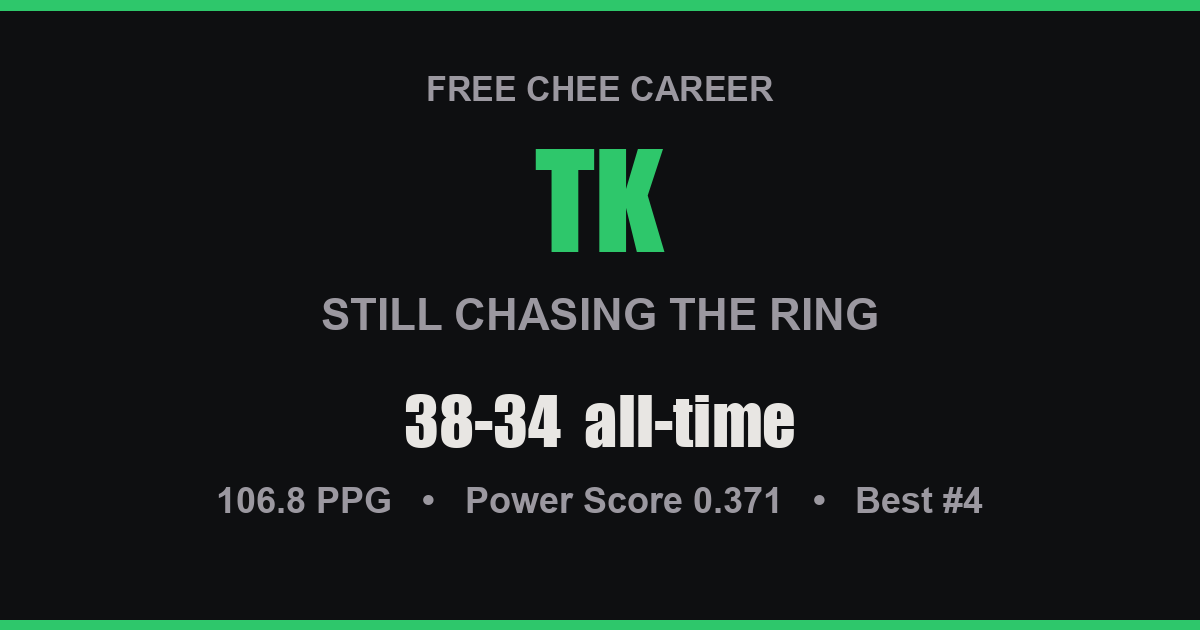 FREE CHEE CAREER
TK
STILL CHASING THE RING
38-34 all-time
106.8 PPG • Power Score 0.371 • Best #4